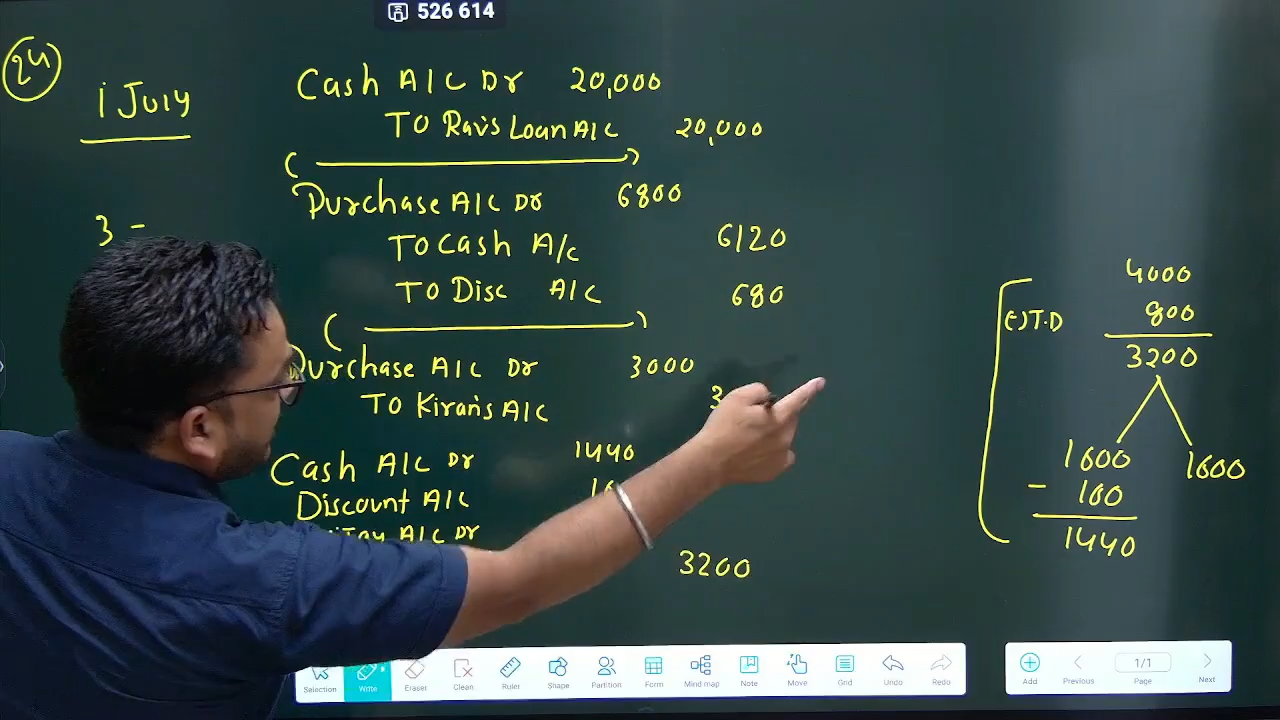 526 614
24
1 July
Cash A/C Dr 20,000
To Ravi's Loan A/C 20,000
Purchase A/C Dr 6800
3 -
To Cash A/c 6120
To Disc A/C 680
Purchase A/C Dr 3000
To Kiran's A/C
Cash A/C Dr 1440
Discount A/C
A/C Dr
3200
4000
(-) T.D 800
3200
1600 1600
- 160
1440
Selection Write Eraser Clean Ruler Shape Partition Form Mind map Note Move Grid Undo Redo
Add Previous 1/1 Page Next